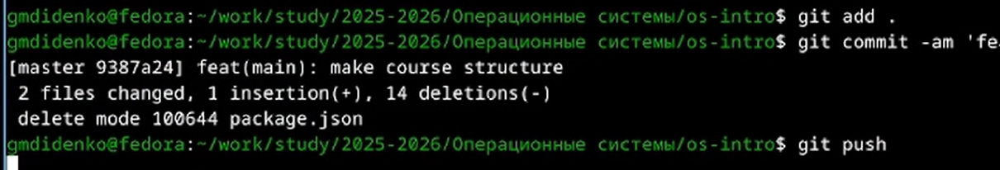 gmdidenko@fedora:~/work/study/2025-2026/Операционные системы/os-intro$ git add .
gmdidenko@fedora:~/work/study/2025-2026/Операционные системы/os-intro$ git commit -am 'fe
[master 9387a24] feat(main): make course structure
 2 files changed, 1 insertion(+), 14 deletions(-)
 delete mode 100644 package.json
gmdidenko@fedora:~/work/study/2025-2026/Операционные системы/os-intro$ git push